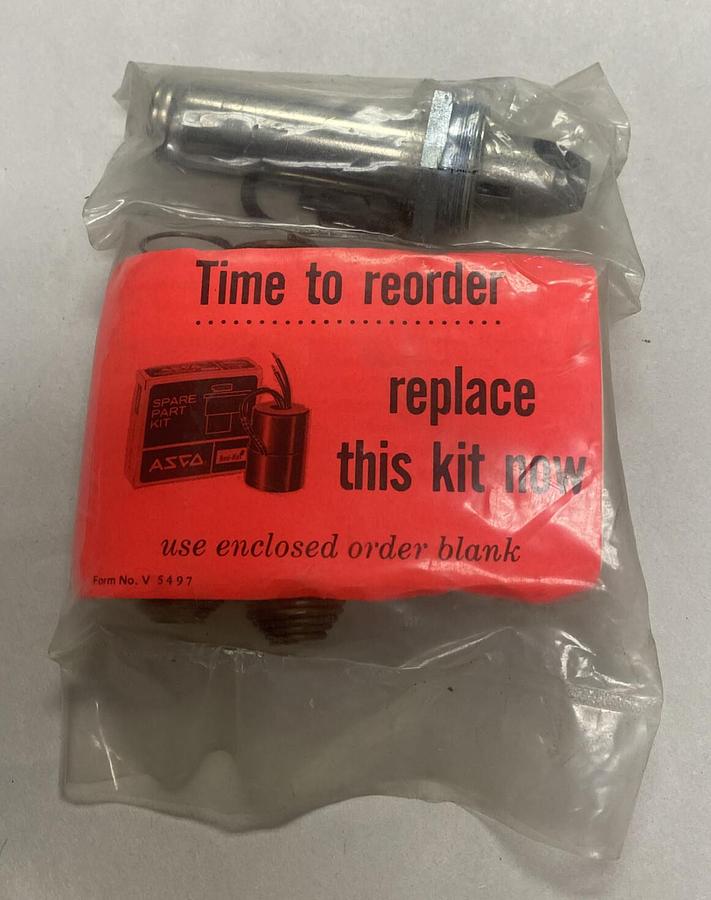 Time to reorder
replace
this kit now
SPARE
PART
KIT
ASCO
use enclosed order blank
Form No. V 5497